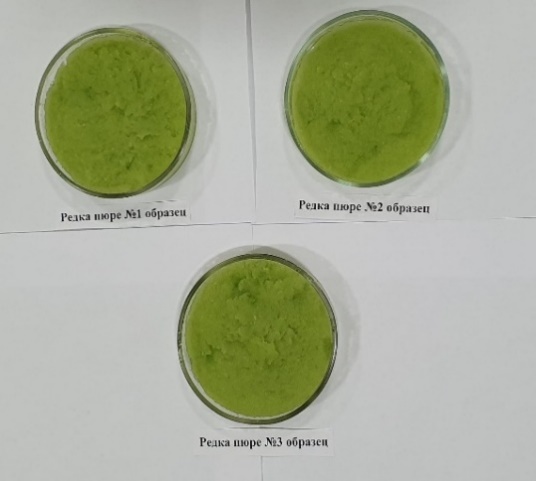 Редка пюре №1 образец
Редка пюре №2 образец
Редка пюре №3 образец